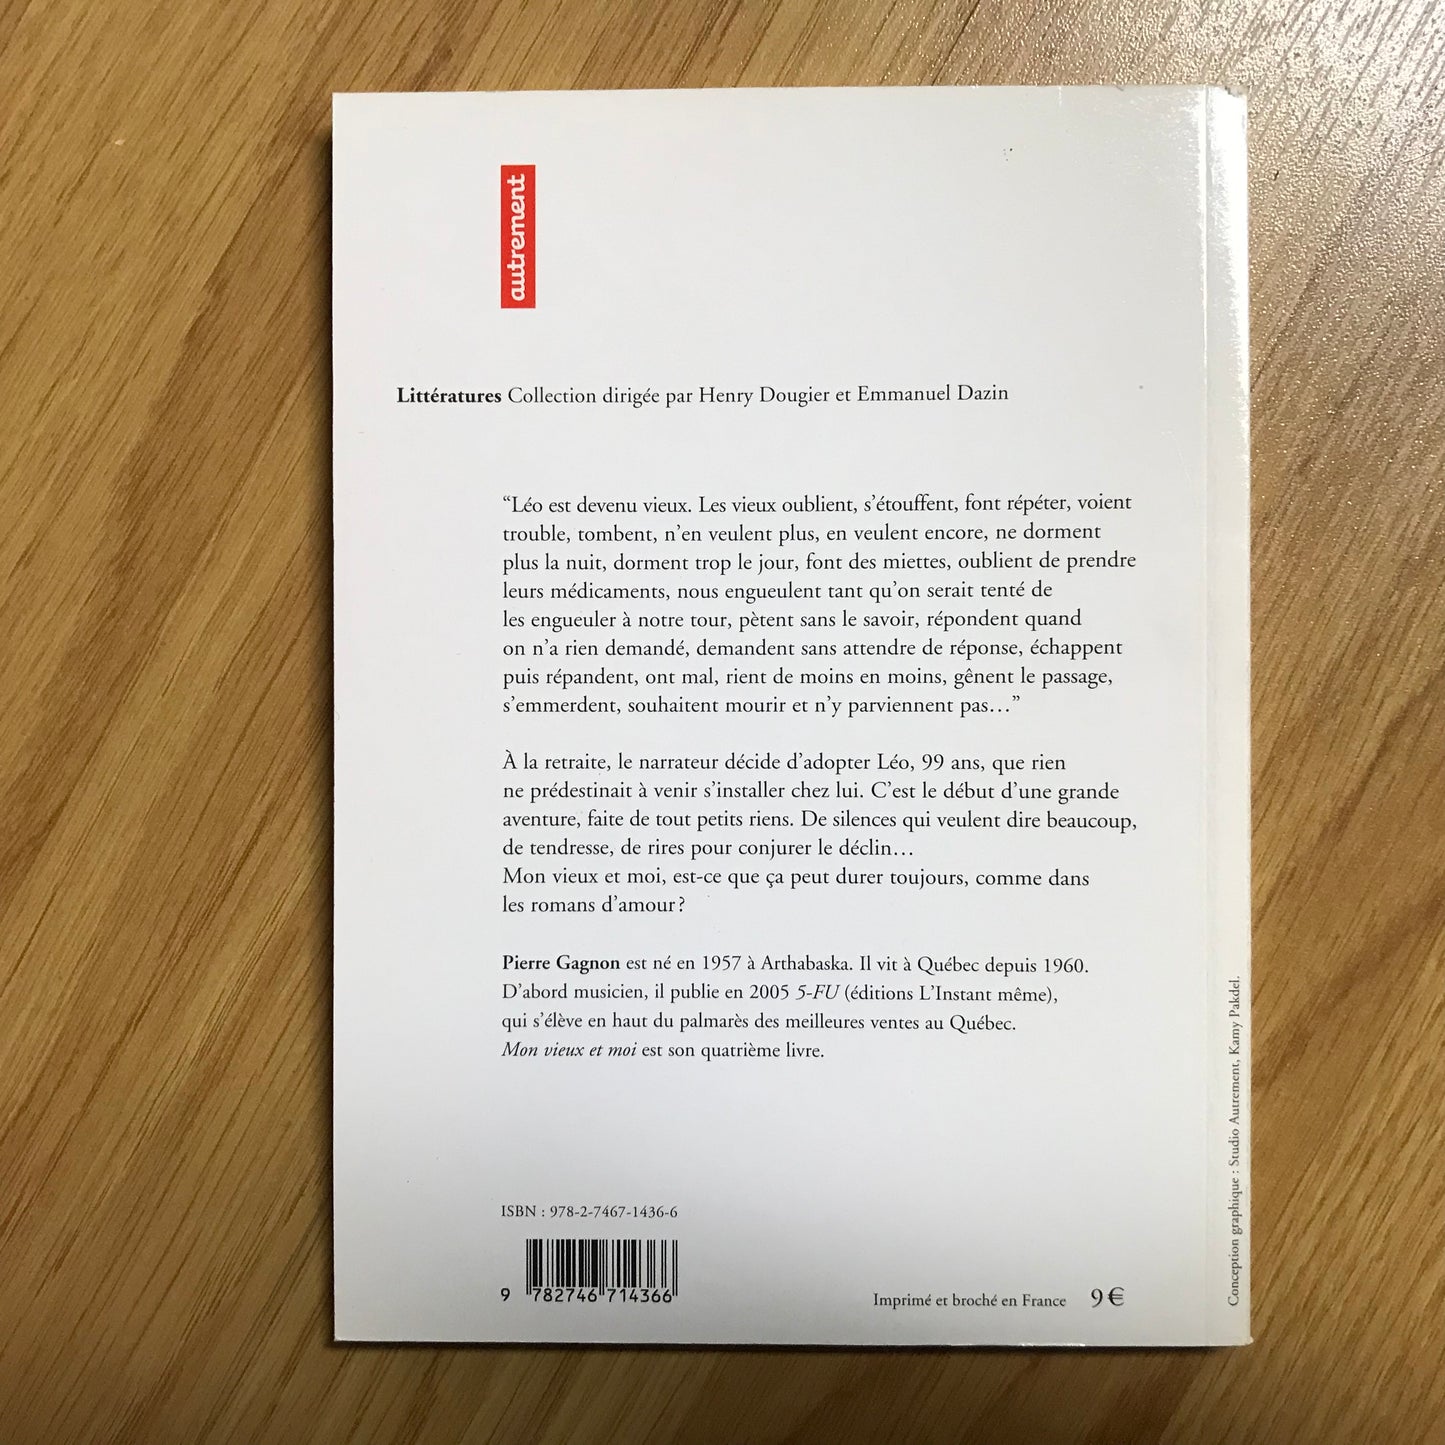 autrement
Littératures Collection dirigée par Henry Dougier et Emmanuel Dazin
“Léo est devenu vieux. Les vieux oublient, s’étouffent, font répéter, voient
trouble, tombent, n’en veulent plus, en veulent encore, ne dorment
plus la nuit, dorment trop le jour, font des miettes, oublient de prendre
leurs médicaments, nous engueulent tant qu’on serait tenté de
les engueuler à notre tour, pètent sans le savoir, répondent quand
on n’a rien demandé, demandent sans attendre de réponse, échappent
puis répandent, ont mal, rient de moins en moins, gênent le passage,
s’emmerdent, souhaitent mourir et n’y parviennent pas…”
À la retraite, le narrateur décide d’adopter Léo, 99 ans, que rien
ne prédestinait à venir s’installer chez lui. C’est le début d’une grande
aventure, faite de tout petits riens. De silences qui veulent dire beaucoup,
de tendresse, de rires pour conjurer le déclin…
Mon vieux et moi, est-ce que ça peut durer toujours, comme dans
les romans d’amour ?
Pierre Gagnon est né en 1957 à Arthabaska. Il vit à Québec depuis 1960.
D’abord musicien, il publie en 2005 5-FU (éditions L’Instant même),
qui s’élève en haut du palmarès des meilleures ventes au Québec.
Mon vieux et moi est son quatrième livre.
ISBN : 978-2-7467-1436-6
9 782746 714366
Imprimé et broché en France 9 €
Conception graphique : Studio Autrement, Kamy Pakdel.